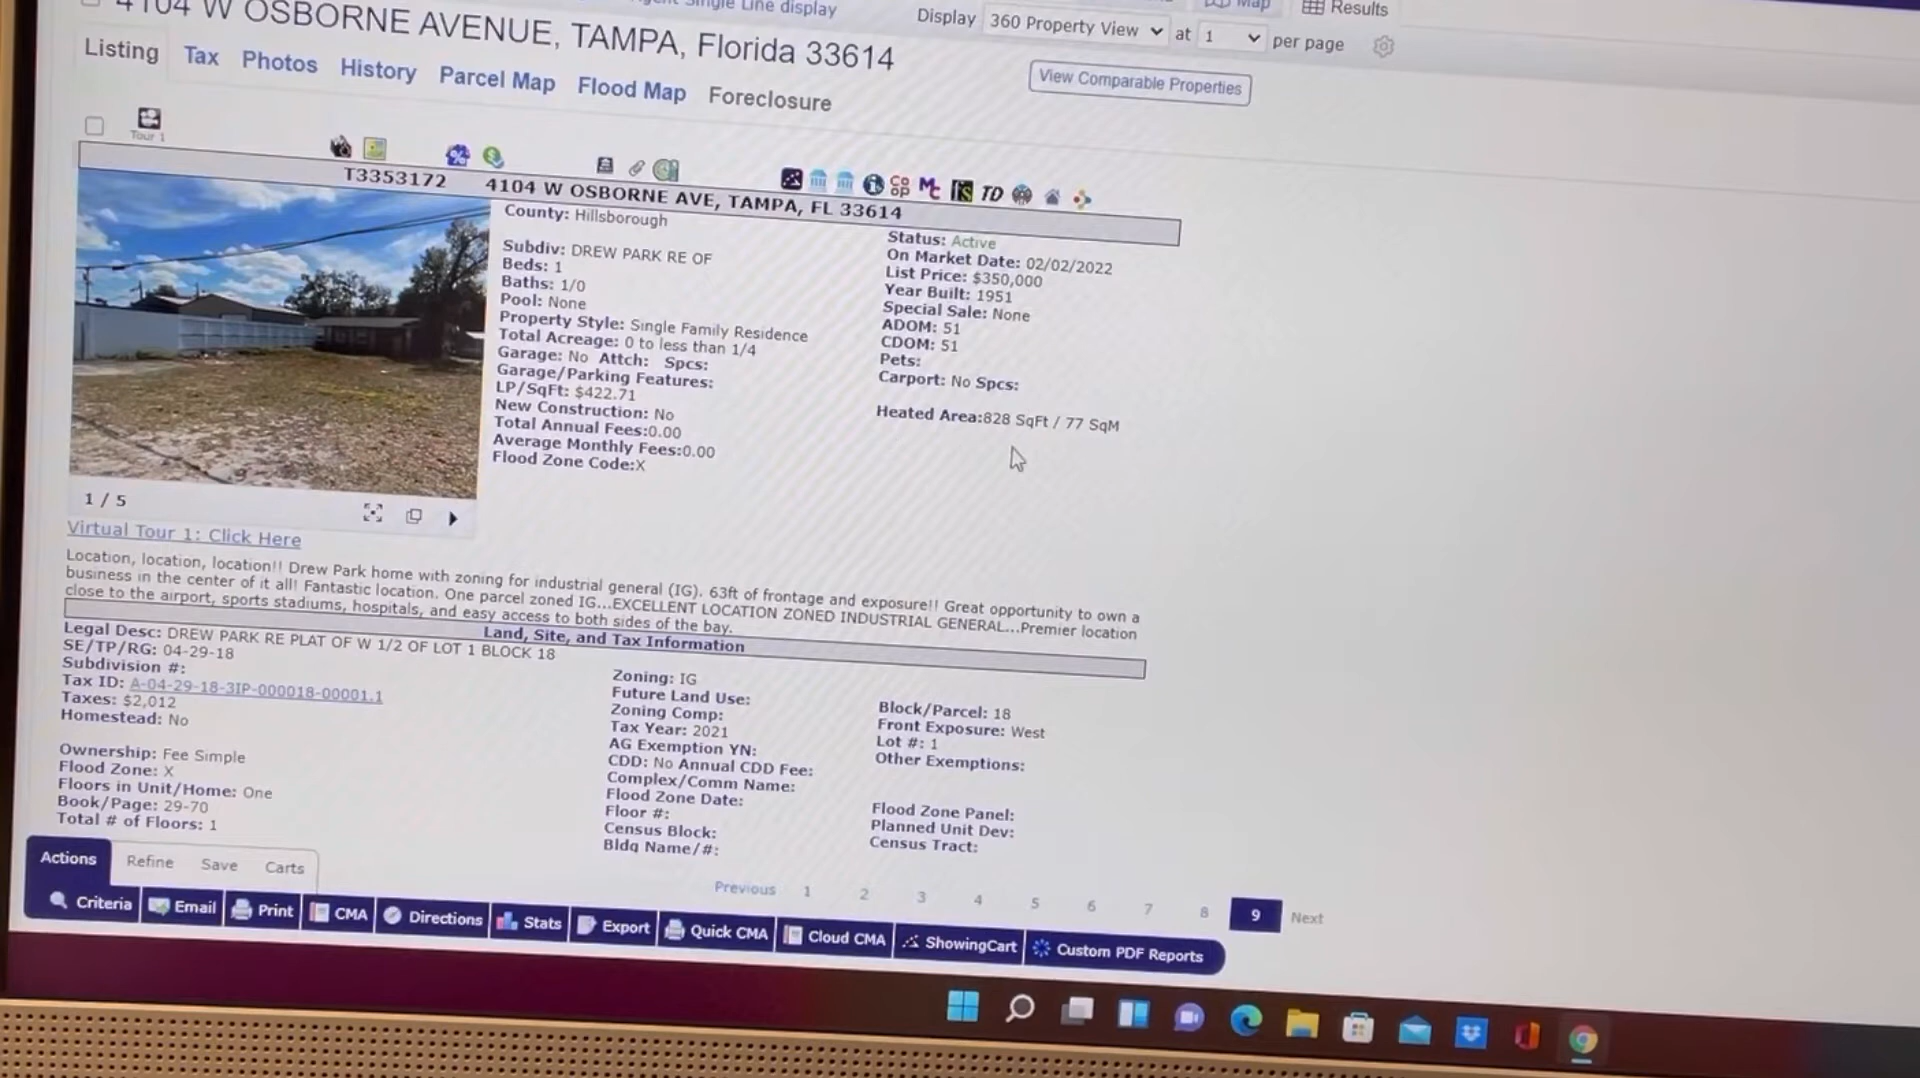 Single Line display
Display 360 Property View at 1 per page
Map
Results
4104 W OSBORNE AVENUE, TAMPA, Florida 33614
View Comparable Properties
Listing Tax Photos History Parcel Map Flood Map Foreclosure
Tour 1
T3353172 4104 W OSBORNE AVE, TAMPA, FL 33614
County: Hillsborough
Subdiv: DREW PARK RE OF
Beds: 1
Baths: 1/0
Pool: None
Property Style: Single Family Residence
Total Acreage: 0 to less than 1/4
Garage: No Attch: Spcs:
Garage/Parking Features:
LP/SqFt: $422.71
New Construction: No
Total Annual Fees:0.00
Average Monthly Fees:0.00
Flood Zone Code:X
Status: Active
On Market Date: 02/02/2022
List Price: $350,000
Year Built: 1951
Special Sale: None
ADOM: 51
CDOM: 51
Pets:
Carport: No Spcs:
Heated Area:828 SqFt / 77 SqM
1 / 5
Virtual Tour 1: Click Here
Location, location, location!! Drew Park home with zoning for industrial general (IG). 63ft of frontage and exposure!! Great opportunity to own a
business in the center of it all! Fantastic location. One parcel zoned IG...EXCELLENT LOCATION ZONED INDUSTRIAL GENERAL...Premier location
close to the airport, sports stadiums, hospitals, and easy access to both sides of the bay.
Land, Site, and Tax Information
Legal Desc: DREW PARK RE PLAT OF W 1/2 OF LOT 1 BLOCK 18
SE/TP/RG: 04-29-18
Subdivision #:
Tax ID: A-04-29-18-3IP-000018-00001.1
Taxes: $2,012
Homestead: No
Ownership: Fee Simple
Flood Zone: X
Floors in Unit/Home: One
Book/Page: 29-70
Total # of Floors: 1
Zoning: IG
Future Land Use:
Zoning Comp:
Tax Year: 2021
AG Exemption YN:
CDD: No Annual CDD Fee:
Complex/Comm Name:
Flood Zone Date:
Floor #:
Census Block:
Bldg Name/#:
Block/Parcel: 18
Front Exposure: West
Lot #: 1
Other Exemptions:
Flood Zone Panel:
Planned Unit Dev:
Census Tract:
Actions Refine Save Carts
Previous 1 2 3 4 5 6 7 8 9 Next
Criteria Email Print CMA Directions Stats Export Quick CMA Cloud CMA ShowingCart Custom PDF Reports